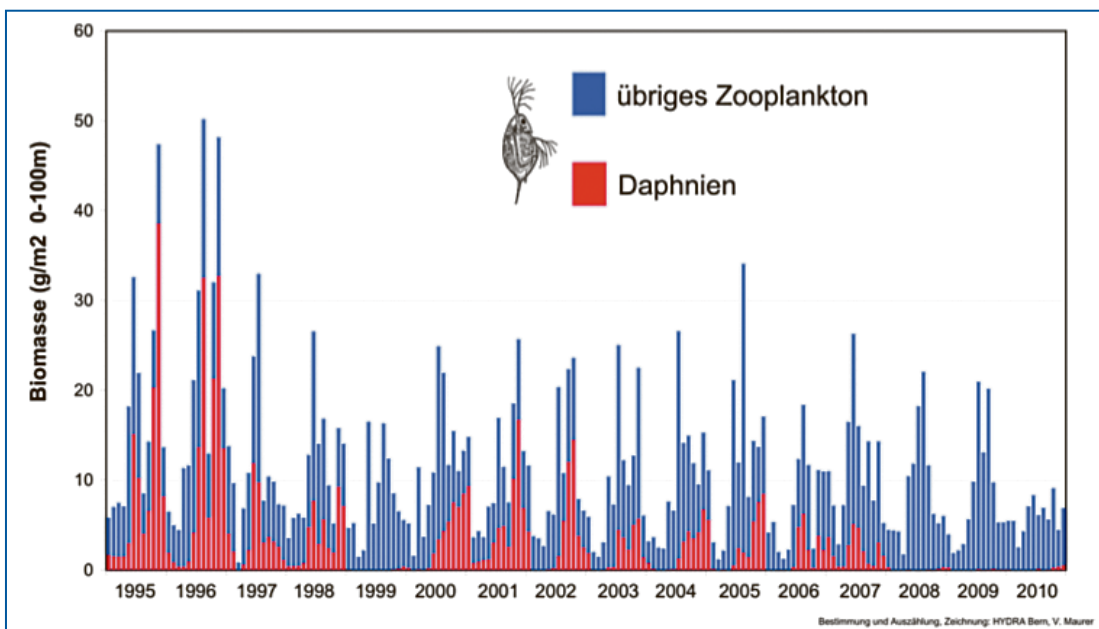 60
50
40
30
20
10
0
Biomasse (g/m2 0-100m)
übriges Zooplankton
Daphnien
1995 1996 1997 1998 1999 2000 2001 2002 2003 2004 2005 2006 2007 2008 2009 2010
Bestimmung und Auszählung, Zeichnung: HYDRA Bern, V. Maurer